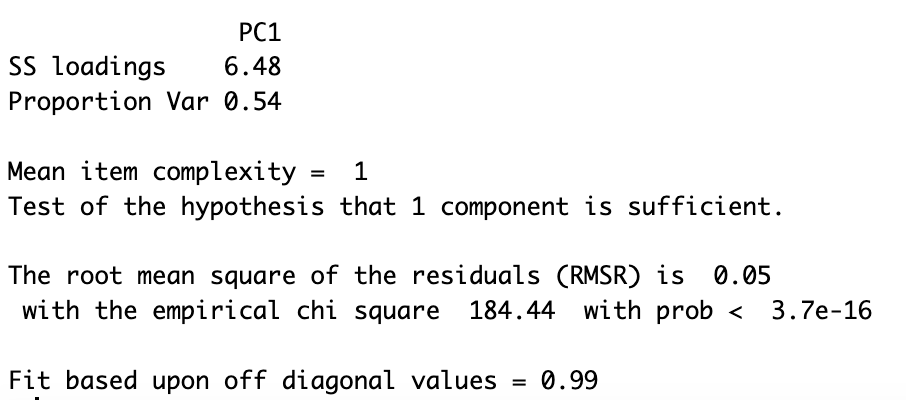 PC1
SS loadings 6.48
Proportion Var 0.54
Mean item complexity = 1
Test of the hypothesis that 1 component is sufficient.
The root mean square of the residuals (RMSR) is 0.05
with the empirical chi square 184.44 with prob < 3.7e-16
Fit based upon off diagonal values = 0.99